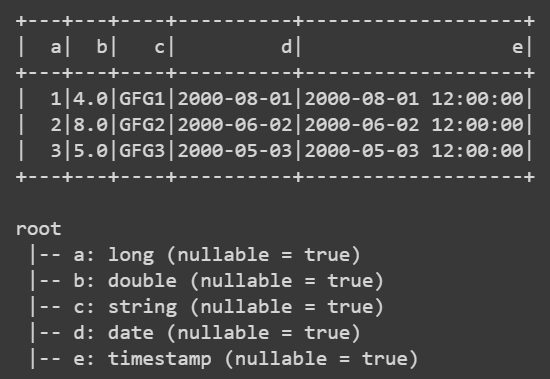 +---+---+----+----------+-------------------+
|  a|  b|   c|         d|                  e|
+---+---+----+----------+-------------------+
|  1|4.0|GFG1|2000-08-01|2000-08-01 12:00:00|
|  2|8.0|GFG2|2000-06-02|2000-06-02 12:00:00|
|  3|5.0|GFG3|2000-05-03|2000-05-03 12:00:00|
+---+---+----+----------+-------------------+
root
 |-- a: long (nullable = true)
 |-- b: double (nullable = true)
 |-- c: string (nullable = true)
 |-- d: date (nullable = true)
 |-- e: timestamp (nullable = true)